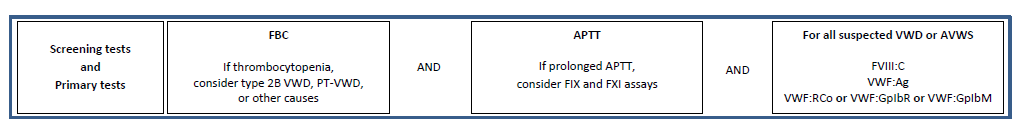 Screening tests
and
Primary tests
FBC
If thrombocytopenia,
consider type 2B VWD, PT-VWD,
or other causes
AND
APTT
If prolonged APTT,
consider FIX and FXI assays
AND
For all suspected VWD or AVWS
FVIII:C
VWF:Ag
VWF:RCo or VWF:GpIbR or VWF:GpIbM